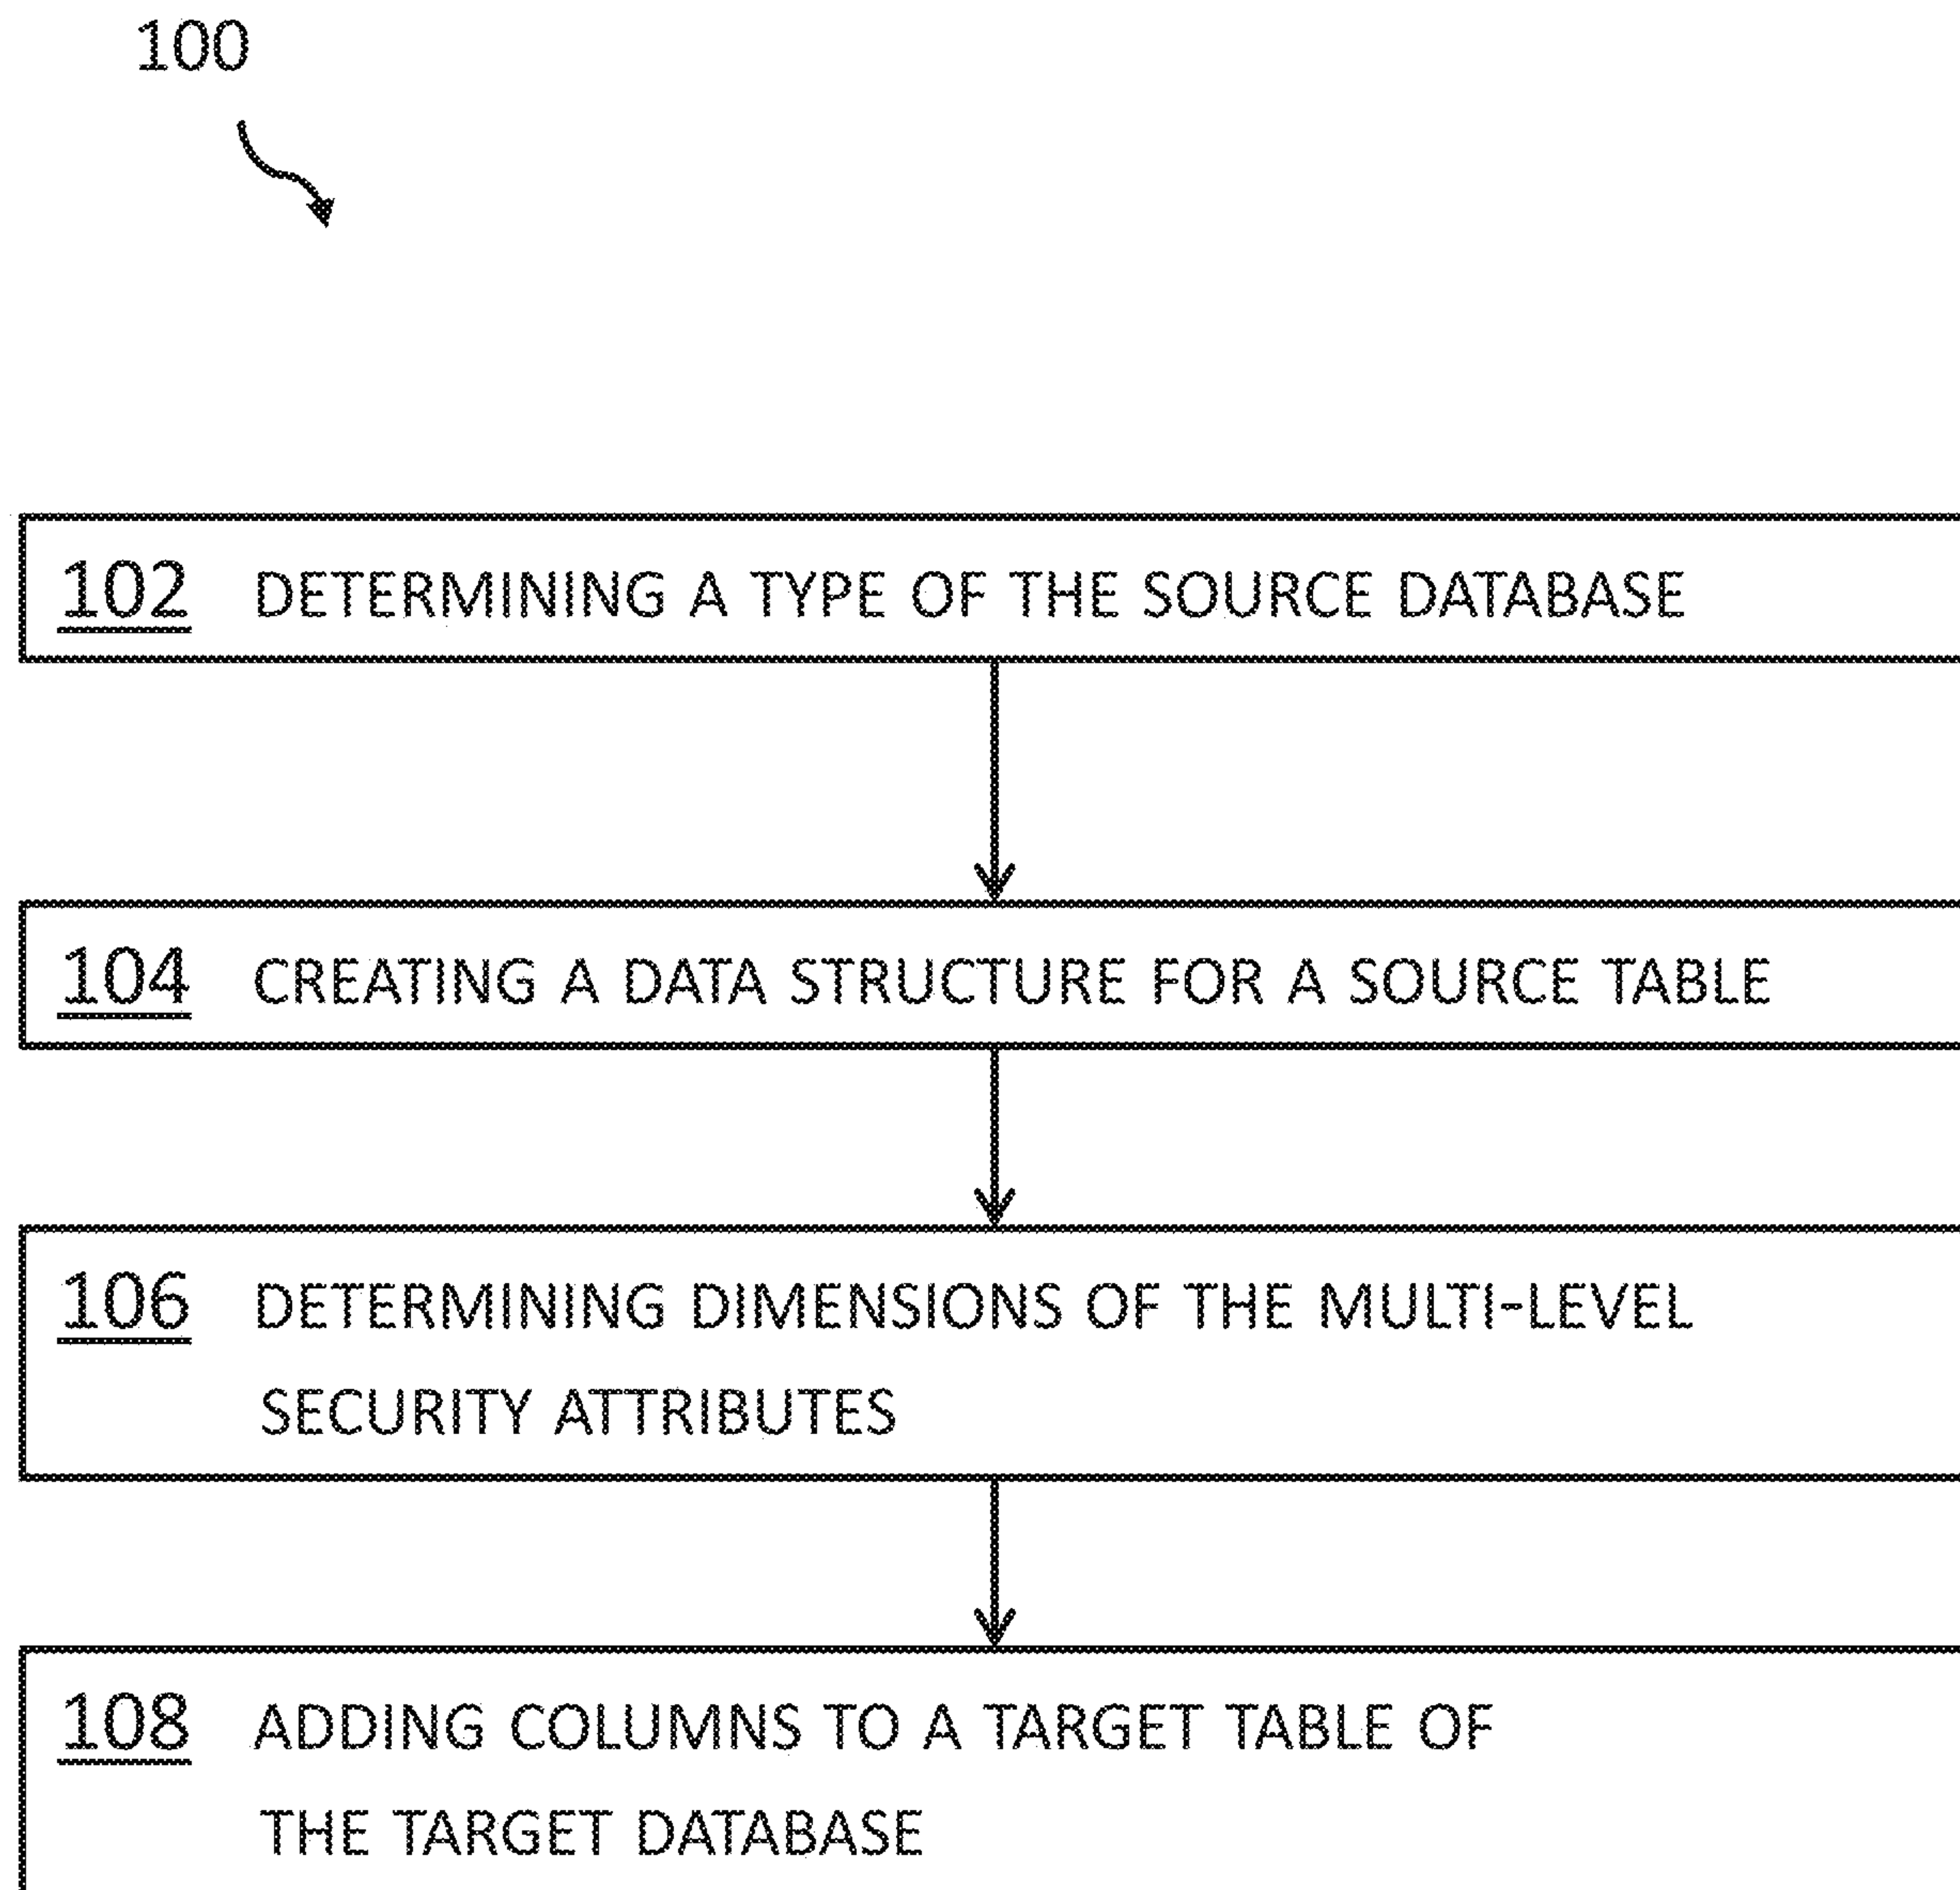 100
102 DETERMINING A TYPE OF THE SOURCE DATABASE
104 CREATING A DATA STRUCTURE FOR A SOURCE TABLE
106 DETERMINING DIMENSIONS OF THE MULTI-LEVEL
SECURITY ATTRIBUTES
108 ADDING COLUMNS TO A TARGET TABLE OF
THE TARGET DATABASE